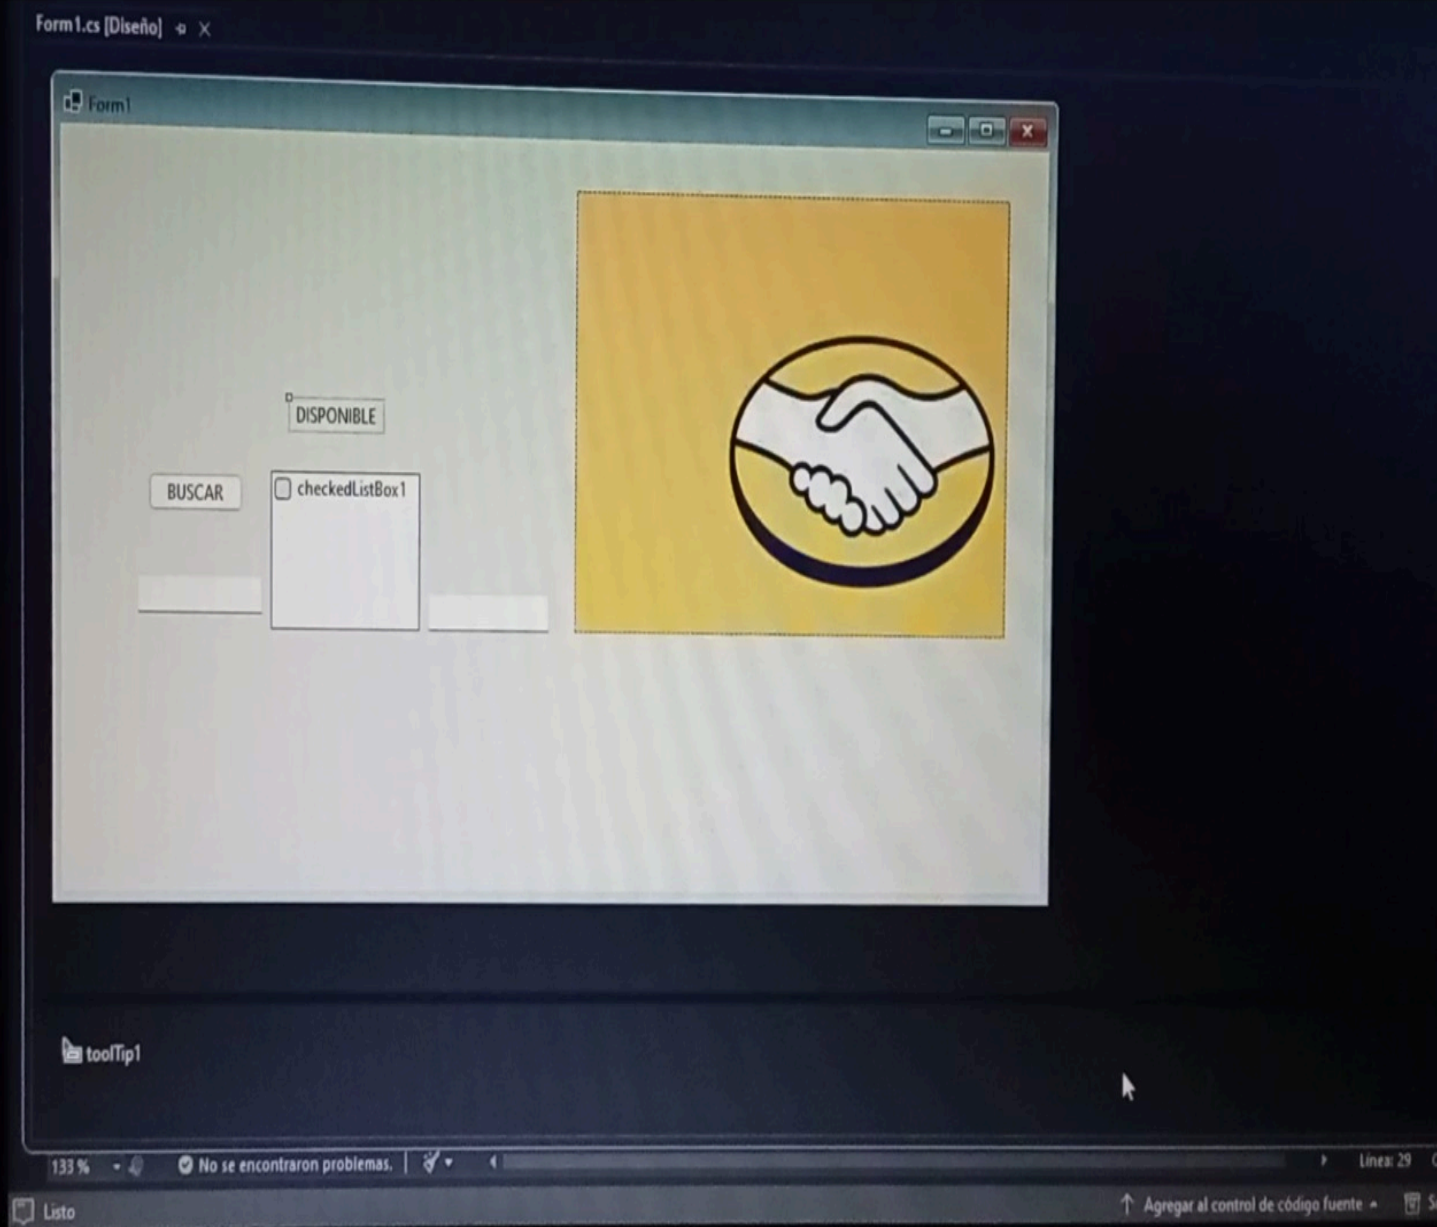 Form1.cs [Diseño]
Form1
DISPONIBLE
BUSCAR
checkedListBox1
toolTip1
133 %
No se encontraron problemas.
Línea: 29
Listo
Agregar al control de código fuente